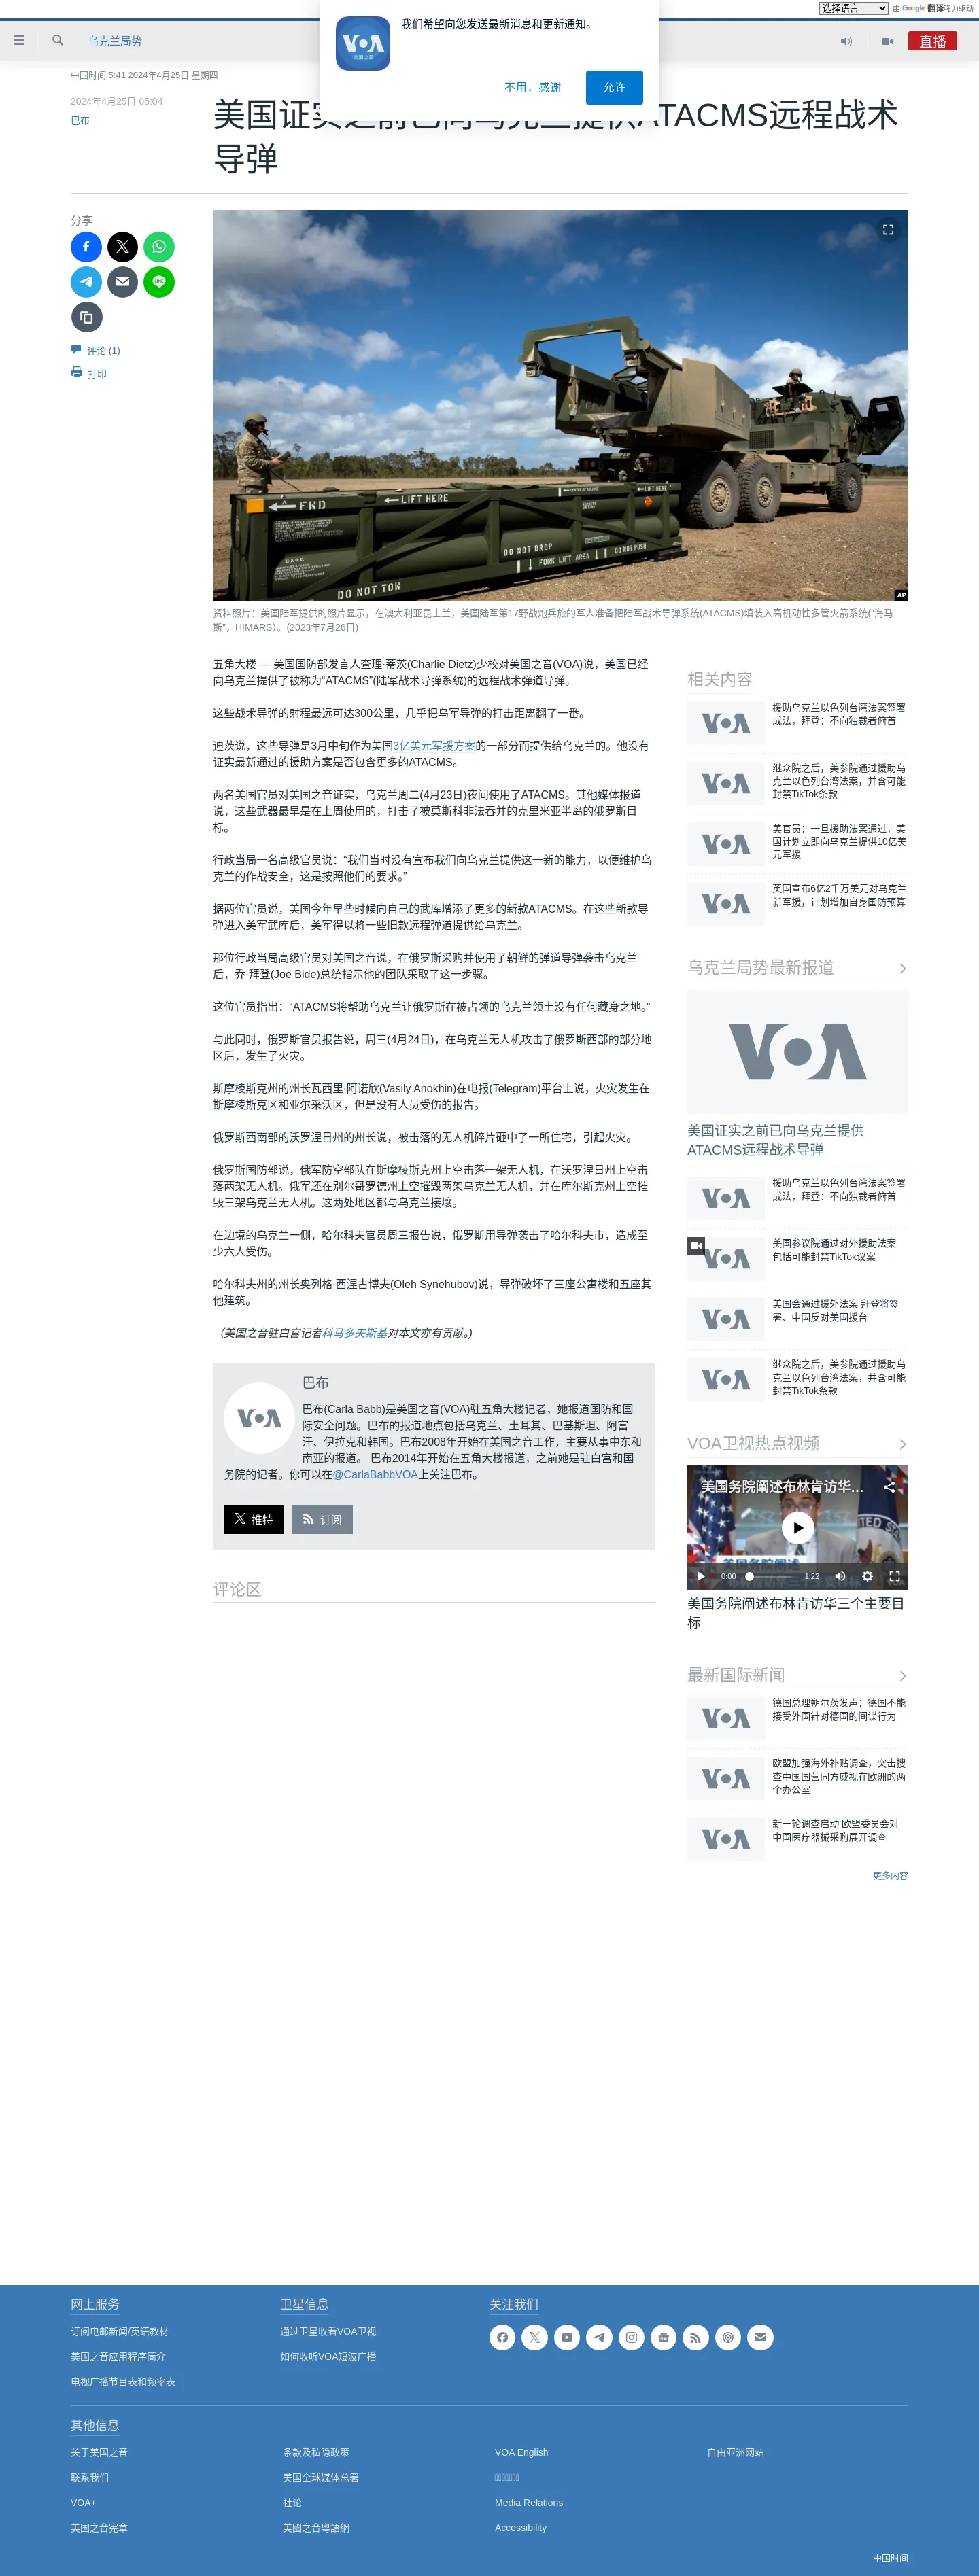 选择语言 由 Google 翻译强力驱动
乌克兰局势
直播
VOA
美国之音
我们希望向您发送最新消息和更新通知。
不用，感谢
允许
中国时间 5:41 2024年4月25日 星期四
2024年4月25日 05:04
巴布
美国证实之前已向乌克兰提供ATACMS远程战术
导弹
分享
评论 (1)
打印
FWD
LIFT HERE
LIFT HERE
CENTER OF BALANCE
DO NOT DROP
DO NOT PUSH
FORK LIFT AREA
DO NOT TOW
AP
资料照片：美国陆军提供的照片显示，在澳大利亚昆士兰，美国陆军第17野战炮兵旅的军人准备把陆军战术导弹系统(ATACMS)填装入高机动性多管火箭系统(“海马
斯”，HIMARS)。(2023年7月26日)
五角大楼 — 美国国防部发言人查理·蒂茨(Charlie Dietz)少校对美国之音(VOA)说，美国已经
向乌克兰提供了被称为“ATACMS”(陆军战术导弹系统)的远程战术弹道导弹。
这些战术导弹的射程最远可达300公里，几乎把乌军导弹的打击距离翻了一番。
迪茨说，这些导弹是3月中旬作为美国3亿美元军援方案的一部分而提供给乌克兰的。他没有
证实最新通过的援助方案是否包含更多的ATACMS。
两名美国官员对美国之音证实，乌克兰周二(4月23日)夜间使用了ATACMS。其他媒体报道
说，这些武器最早是在上周使用的，打击了被莫斯科非法吞并的克里米亚半岛的俄罗斯目
标。
行政当局一名高级官员说：“我们当时没有宣布我们向乌克兰提供这一新的能力，以便维护乌
克兰的作战安全，这是按照他们的要求。”
据两位官员说，美国今年早些时候向自己的武库增添了更多的新款ATACMS。在这些新款导
弹进入美军武库后，美军得以将一些旧款远程弹道提供给乌克兰。
那位行政当局高级官员对美国之音说，在俄罗斯采购并使用了朝鲜的弹道导弹袭击乌克兰
后，乔·拜登(Joe Bide)总统指示他的团队采取了这一步骤。
这位官员指出：“ATACMS将帮助乌克兰让俄罗斯在被占领的乌克兰领土没有任何藏身之地。”
与此同时，俄罗斯官员报告说，周三(4月24日)，在乌克兰无人机攻击了俄罗斯西部的部分地
区后，发生了火灾。
斯摩棱斯克州的州长瓦西里·阿诺欣(Vasily Anokhin)在电报(Telegram)平台上说，火灾发生在
斯摩棱斯克区和亚尔采沃区，但是没有人员受伤的报告。
俄罗斯西南部的沃罗涅日州的州长说，被击落的无人机碎片砸中了一所住宅，引起火灾。
俄罗斯国防部说，俄军防空部队在斯摩棱斯克州上空击落一架无人机，在沃罗涅日州上空击
落两架无人机。俄军还在别尔哥罗德州上空摧毁两架乌克兰无人机，并在库尔斯克州上空摧
毁三架乌克兰无人机。这两处地区都与乌克兰接壤。
在边境的乌克兰一侧，哈尔科夫官员周三报告说，俄罗斯用导弹袭击了哈尔科夫市，造成至
少六人受伤。
哈尔科夫州的州长奥列格·西涅古博夫(Oleh Synehubov)说，导弹破坏了三座公寓楼和五座其
他建筑。
（美国之音驻白宫记者科马多夫斯基对本文亦有贡献。)
VOA
巴布
巴布(Carla Babb)是美国之音(VOA)驻五角大楼记者，她报道国防和国
际安全问题。巴布的报道地点包括乌克兰、土耳其、巴基斯坦、阿富
汗、伊拉克和韩国。巴布2008年开始在美国之音工作，主要从事中东和
南亚的报道。 巴布2014年开始在五角大楼报道，之前她是驻白宫和国
务院的记者。你可以在@CarlaBabbVOA上关注巴布。
推特
订阅
评论区
相关内容
VOA
援助乌克兰以色列台湾法案签署
成法，拜登：不向独裁者俯首
VOA
继众院之后，美参院通过援助乌
克兰以色列台湾法案，并含可能
封禁TikTok条款
VOA
美官员：一旦援助法案通过，美
国计划立即向乌克兰提供10亿美
元军援
VOA
英国宣布6亿2千万美元对乌克兰
新军援，计划增加自身国防预算
乌克兰局势最新报道
VOA
美国证实之前已向乌克兰提供
ATACMS远程战术导弹
VOA
援助乌克兰以色列台湾法案签署
成法，拜登：不向独裁者俯首
VOA
美国参议院通过对外援助法案
包括可能封禁TikTok议案
VOA
美国会通过援外法案 拜登将签
署、中国反对美国援台
VOA
继众院之后，美参院通过援助乌
克兰以色列台湾法案，并含可能
封禁TikTok条款
VOA卫视热点视频
美国务院阐述布林肯访华...
美国务院阐述
0:00
1:22
美国务院阐述布林肯访华三个主要目
标
最新国际新闻
VOA
德国总理朔尔茨发声：德国不能
接受外国针对德国的间谍行为
VOA
欧盟加强海外补贴调查，突击搜
查中国国营同方威视在欧洲的两
个办公室
VOA
新一轮调查启动 欧盟委员会对
中国医疗器械采购展开调查
更多内容
网上服务
订阅电邮新闻/英语教材
美国之音应用程序简介
电视广播节目表和频率表
卫星信息
通过卫星收看VOA卫视
如何收听VOA短波广播
关注我们
其他信息
关于美国之音
联系我们
VOA+
美国之音宪章
条款及私隐政策
美国全球媒体总署
社论
美國之音粵語網
VOA English
Media Relations
Accessibility
自由亚洲网站
中国时间